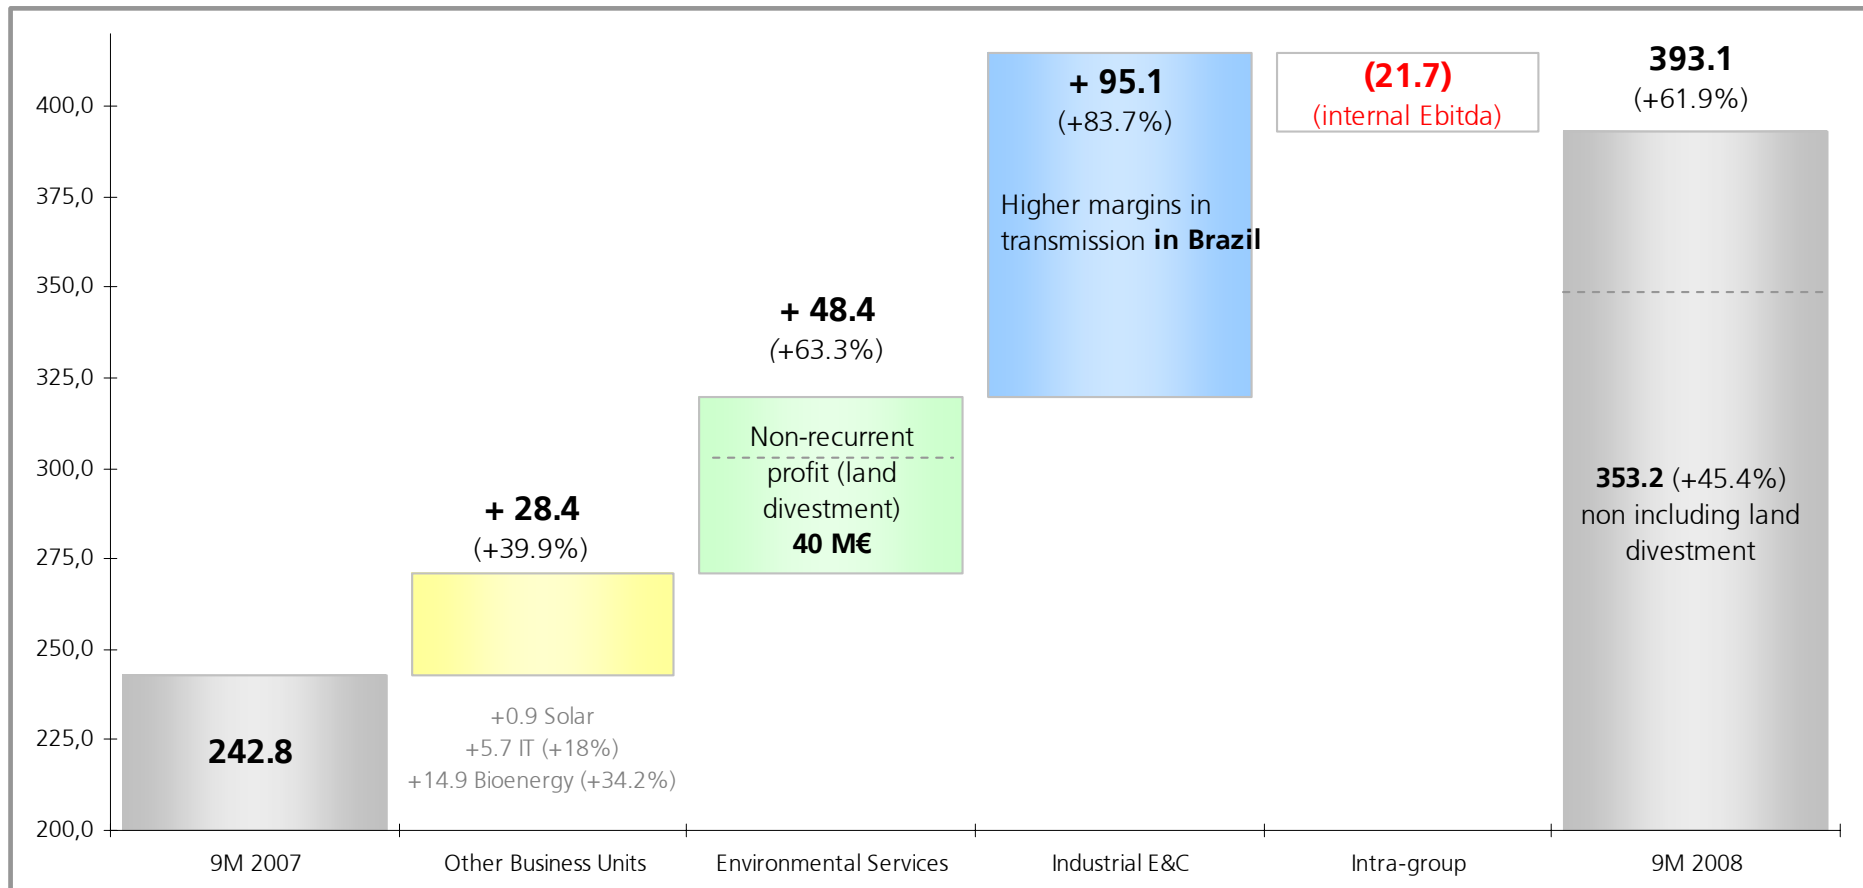 400,0
375,0
350,0
325,0
300,0
275,0
250,0
225,0
200,0
242.8
+ 28.4
(+39.9%)
+0.9 Solar
+5.7 IT (+18%)
+14.9 Bioenergy (+34.2%)
+ 48.4
(+63.3%)
Non-recurrent
profit (land
divestment)
40 M€
+ 95.1
(+83.7%)
Higher margins in
transmission in Brazil
(21.7)
(internal Ebitda)
393.1
(+61.9%)
353.2 (+45.4%)
non including land
divestment
9M 2007
Other Business Units
Environmental Services
Industrial E&C
Intra-group
9M 2008